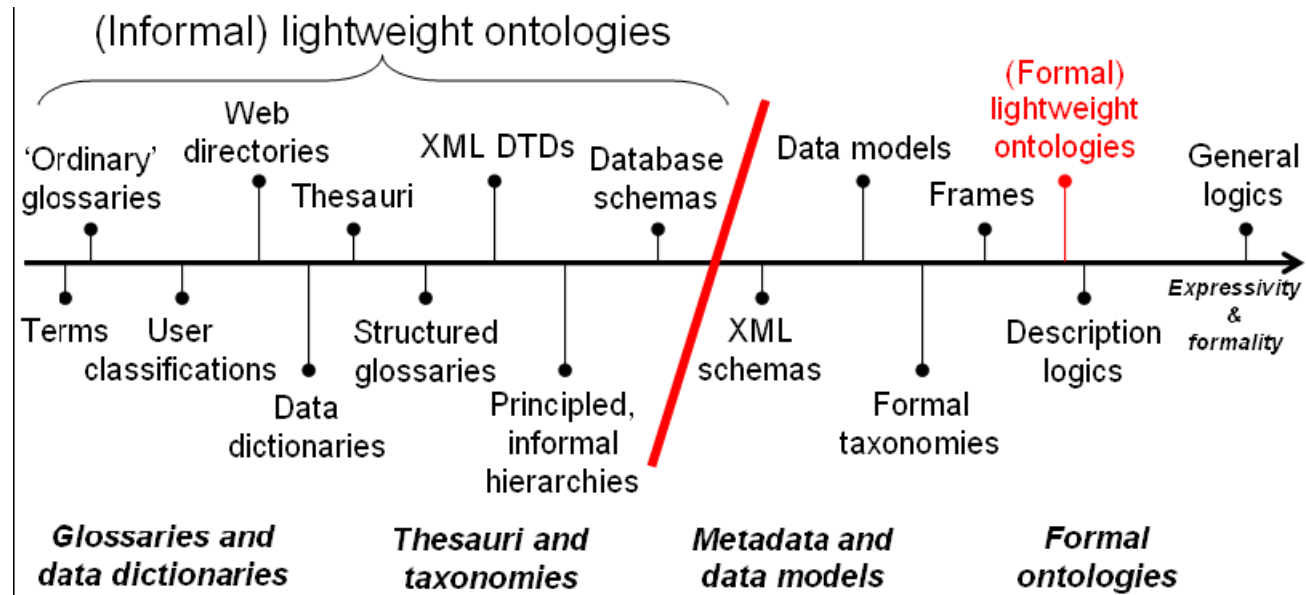 (Informal) lightweight ontologies
'Ordinary'
glossaries
Web
directories
Thesauri
XML DTDs
Database
schemas
Data models
Frames
(Formal)
lightweight
ontologies
General
logics
Terms
User
classifications
Data
dictionaries
Structured
glossaries
Principled,
informal
hierarchies
XML
schemas
Formal
taxonomies
Description
logics
Expressivity
&
formality
Glossaries and
data dictionaries
Thesauri and
taxonomies
Metadata and
data models
Formal
ontologies